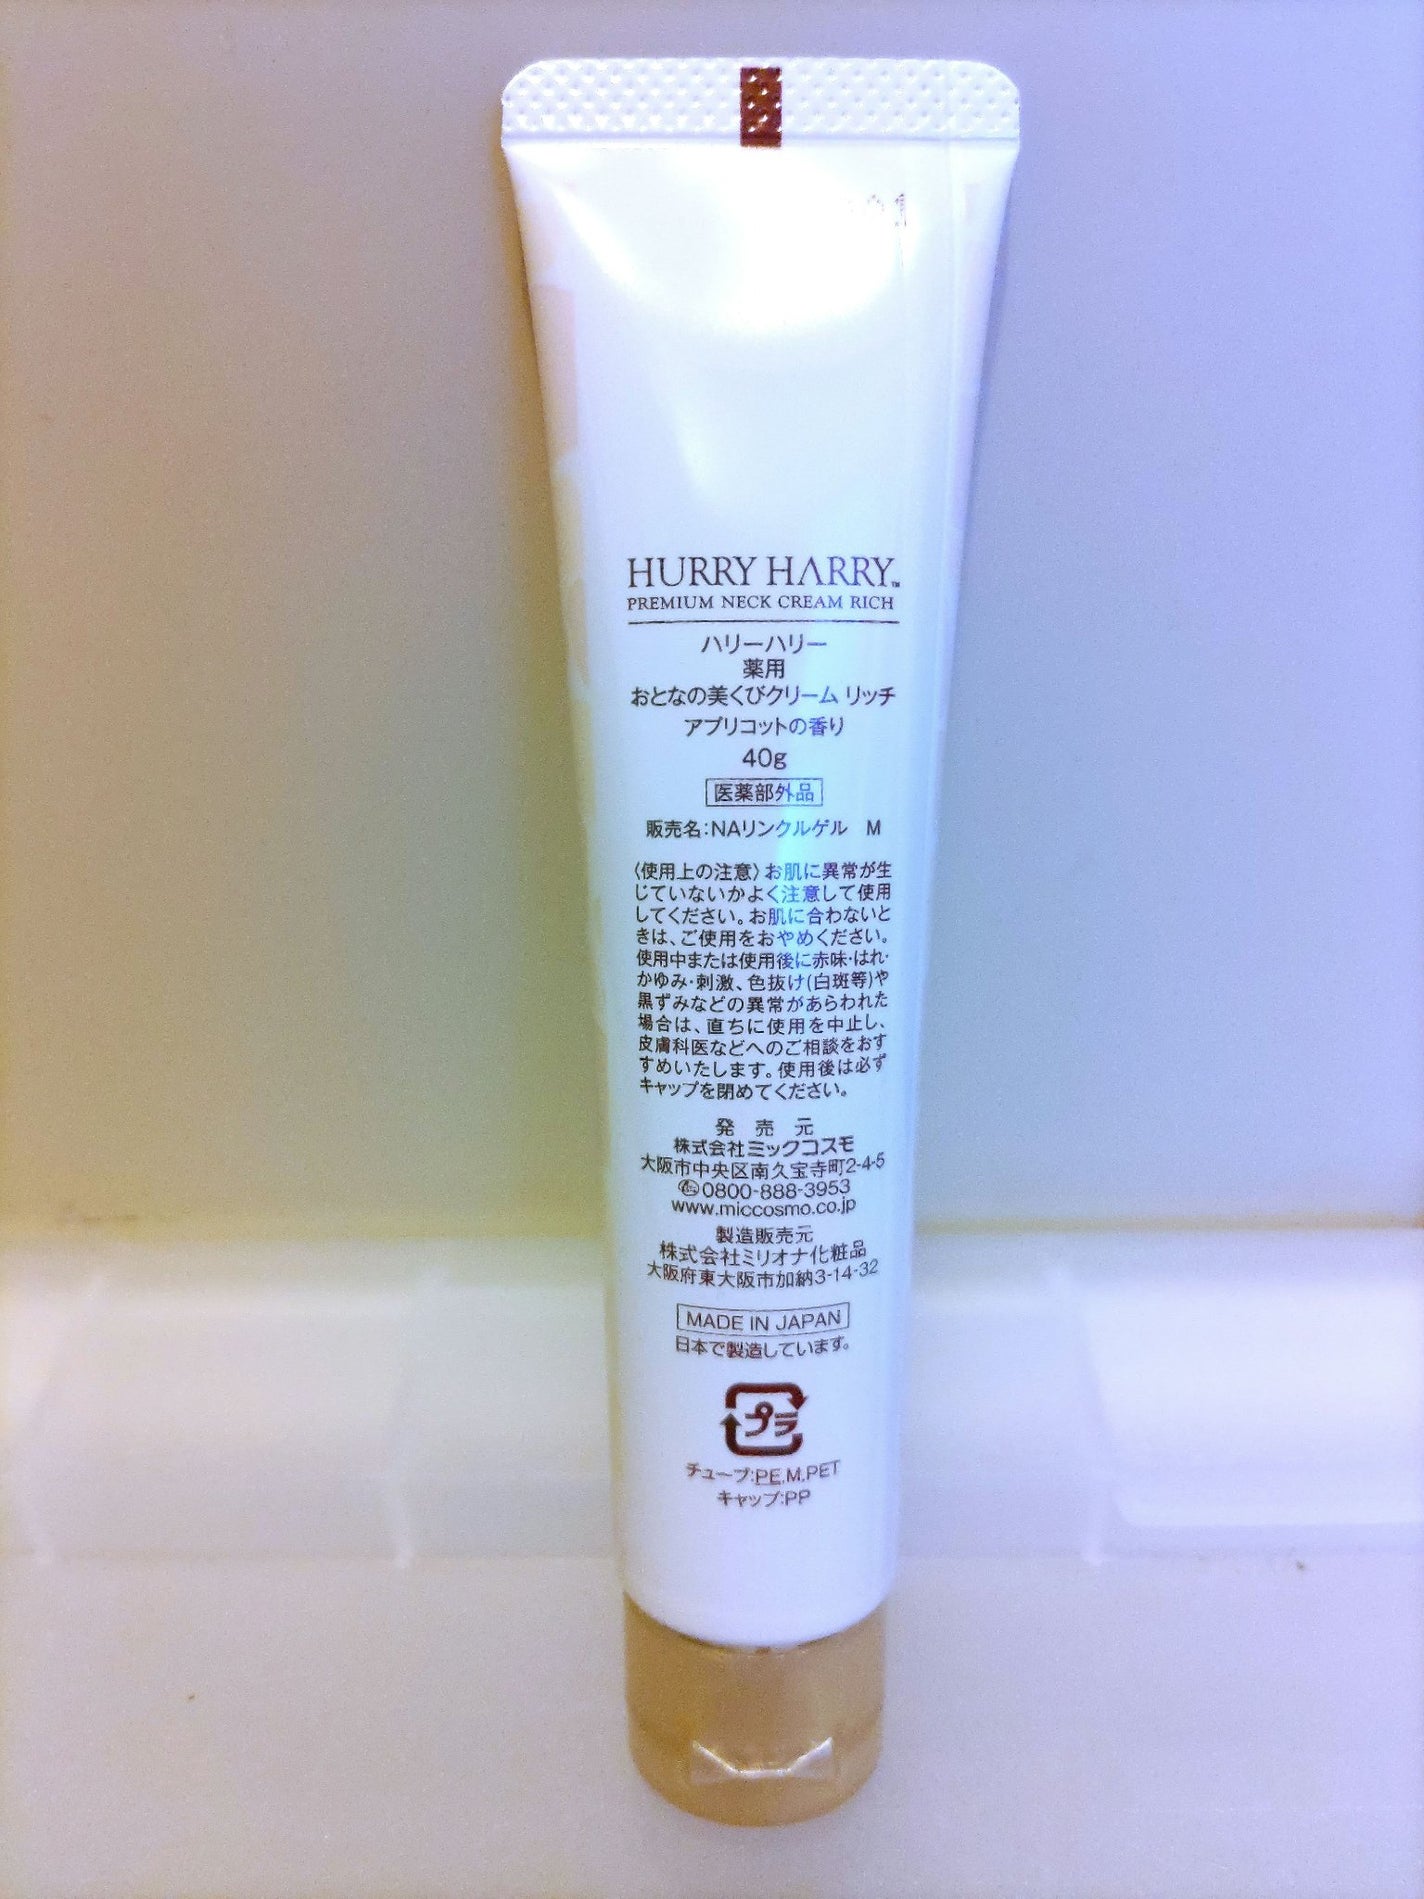 HURRY HARRY™
PREMIUM NECK CREAM RICH
ハリーハリー
薬用
おとなの美くびクリーム リッチ
アプリコットの香り
40g
医薬部外品
販売名:NAリンクルゲル M
〈使用上の注意〉お肌に異常が生
じていないかよく注意して使用
してください。お肌に合わないと
きは、ご使用をおやめください。
使用中または使用後に赤味・はれ・
かゆみ・刺激、色抜け(白斑等)や
黒ずみなどの異常があらわれた
場合は、直ちに使用を中止し、
皮膚科医などへのご相談をおす
すめいたします。使用後は必ず
キャップを閉めてください。
発 売 元
株式会社ミックコスモ
大阪市中央区南久宝寺町2-4-5
0800-888-3953
www.miccosmo.co.jp
製造販売元
株式会社ミリオナ化粧品
大阪府東大阪市加納3-14-32
MADE IN JAPAN
日本で製造しています。
プラ
チューブ:PE.M.PET
キャップ:PP